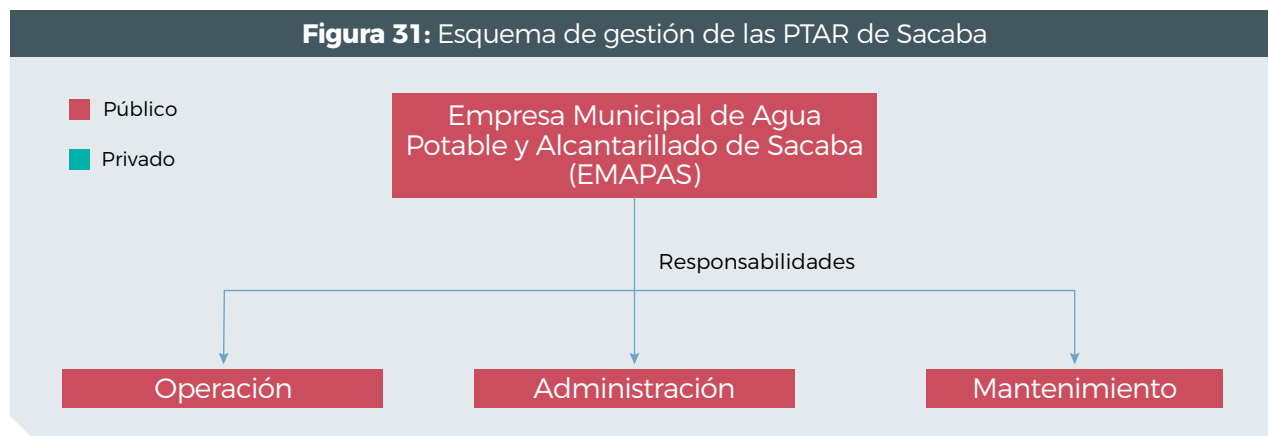 Figura 31: Esquema de gestión de las PTAR de Sacaba
Público
Privado
Empresa Municipal de Agua
Potable y Alcantarillado de Sacaba
(EMAPAS)
Responsabilidades
Operación
Administración
Mantenimiento